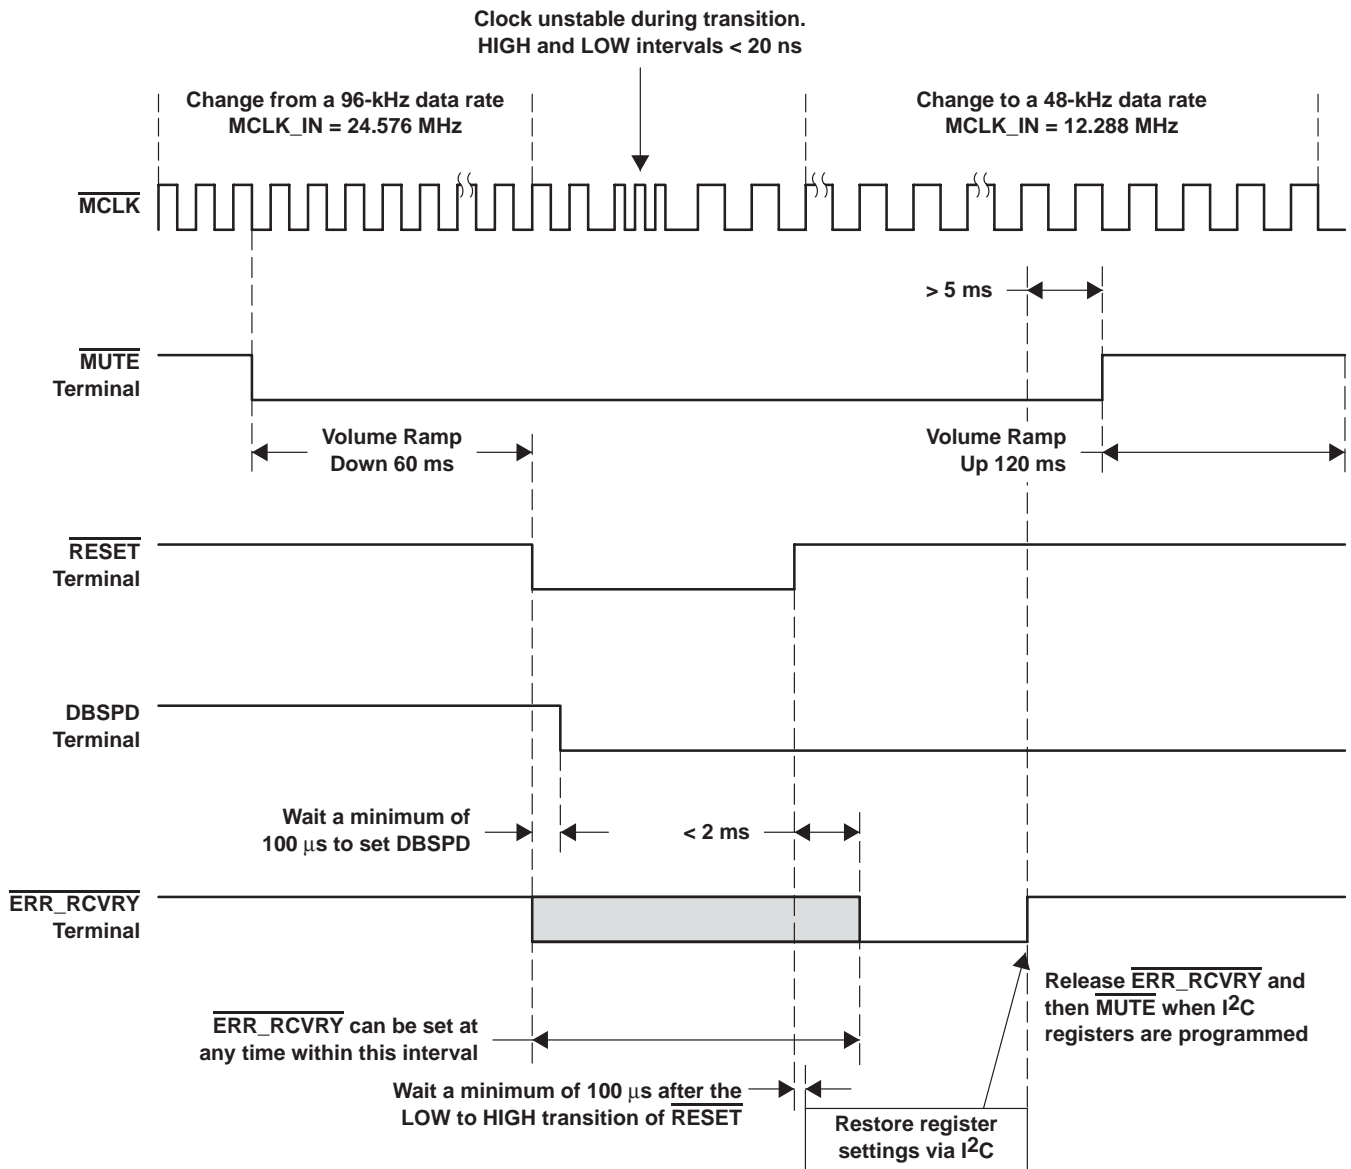 Clock unstable during transition.
HIGH and LOW intervals < 20 ns
Change from a 96-kHz data rate
MCLK_IN = 24.576 MHz
Change to a 48-kHz data rate
MCLK_IN = 12.288 MHz
MCLK
> 5 ms
MUTE
Terminal
Volume Ramp
Down 60 ms
Volume Ramp
Up 120 ms
RESET
Terminal
DBSPD
Terminal
Wait a minimum of
100 μs to set DBSPD
< 2 ms
ERR_RCVRY
Terminal
Release ERR_RCVRY and
then MUTE when I2C
registers are programmed
ERR_RCVRY can be set at
any time within this interval
Wait a minimum of 100 μs after the
LOW to HIGH transition of RESET
Restore register
settings via I2C